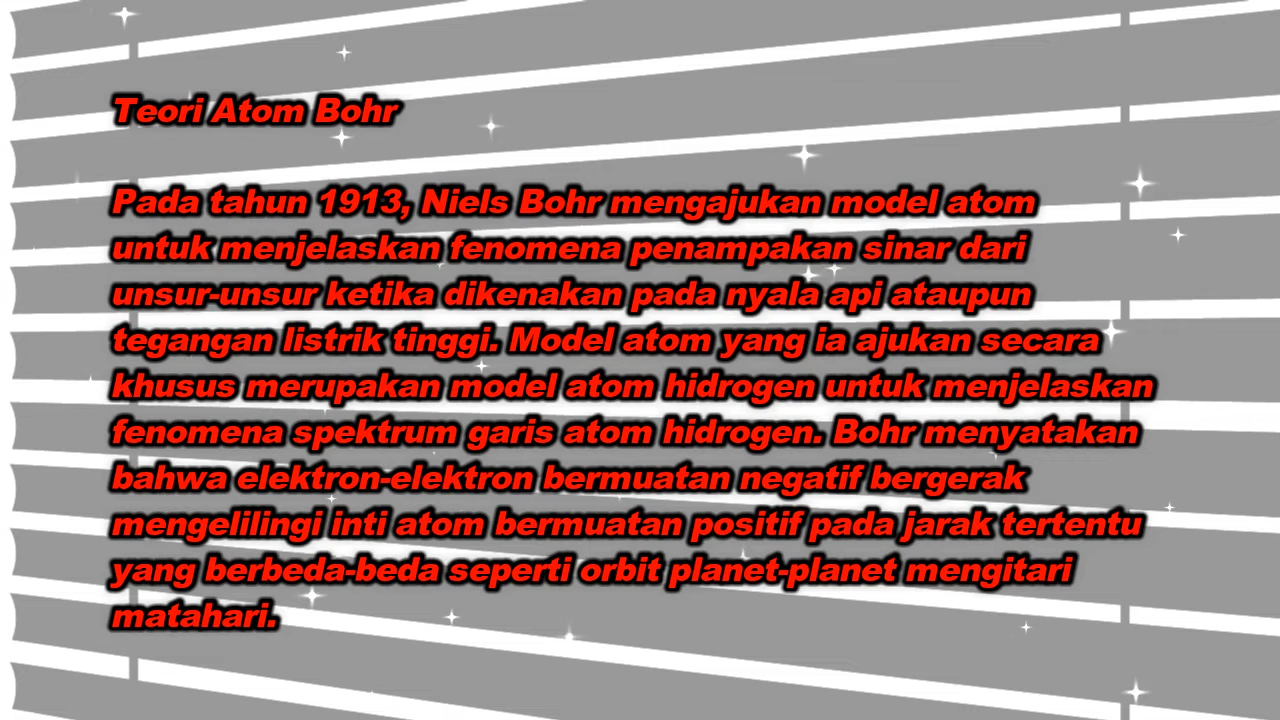 Teori Atom Bohr
Pada tahun 1913, Niels Bohr mengajukan model atom
untuk menjelaskan fenomena penampakan sinar dari
unsur-unsur ketika dikenakan pada nyala api ataupun
tegangan listrik tinggi. Model atom yang ia ajukan secara
khusus merupakan model atom hidrogen untuk menjelaskan
fenomena spektrum garis atom hidrogen. Bohr menyatakan
bahwa elektron-elektron bermuatan negatif bergerak
mengelilingi inti atom bermuatan positif pada jarak tertentu
yang berbeda-beda seperti orbit planet-planet mengitari
matahari.